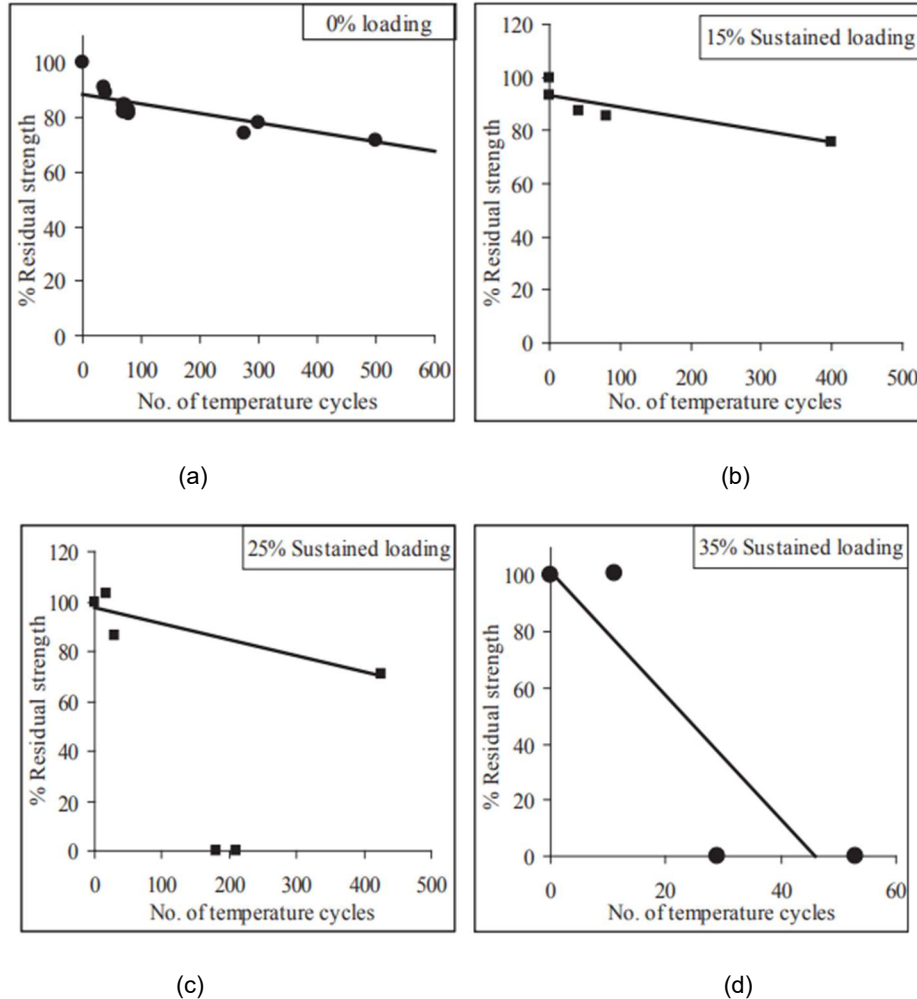 0% loading
% Residual strength
100
80
60
40
20
0
0 100 200 300 400 500 600
No. of temperature cycles
(a)
15% Sustained loading
% Residual strength
120
100
80
60
40
20
0
0 100 200 300 400 500
No. of temperature cycles
(b)
25% Sustained loading
% Residual strength
120
100
80
60
40
20
0
0 100 200 300 400 500
No. of temperature cycles
(c)
35% Sustained loading
% Residual strength
100
80
60
40
20
0
0 20 40 60
No. of temperature cycles
(d)